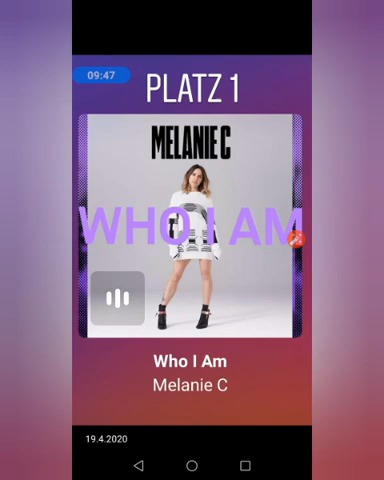 09:47
PLATZ 1
MELANIE C
WHO I AM
Who I Am
Melanie C
19.4.2020